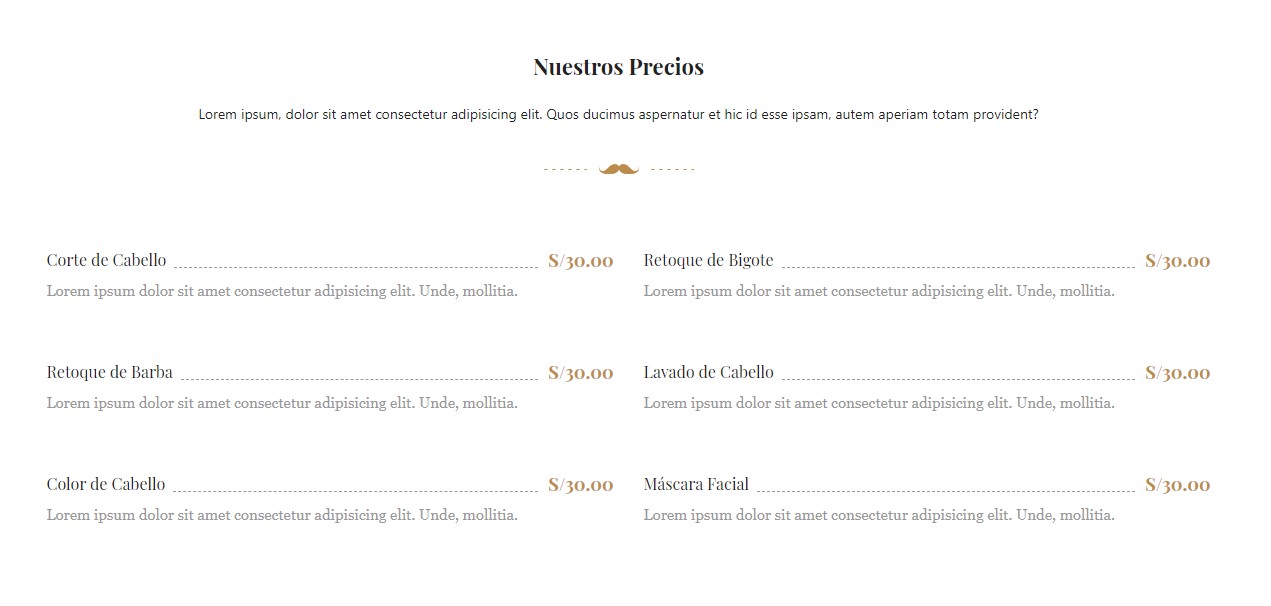 Nuestros Precios
Lorem ipsum, dolor sit amet consectetur adipisicing elit. Quos ducimus aspernatur et hic id esse ipsam, autem aperiam totam provident?
Corte de Cabello S/30.00
Lorem ipsum dolor sit amet consectetur adipisicing elit. Unde, mollitia.
Retoque de Bigote S/30.00
Lorem ipsum dolor sit amet consectetur adipisicing elit. Unde, mollitia.
Retoque de Barba S/30.00
Lorem ipsum dolor sit amet consectetur adipisicing elit. Unde, mollitia.
Lavado de Cabello S/30.00
Lorem ipsum dolor sit amet consectetur adipisicing elit. Unde, mollitia.
Color de Cabello S/30.00
Lorem ipsum dolor sit amet consectetur adipisicing elit. Unde, mollitia.
Máscara Facial S/30.00
Lorem ipsum dolor sit amet consectetur adipisicing elit. Unde, mollitia.